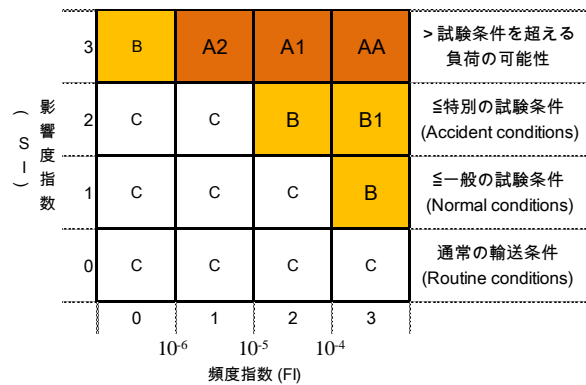 3 B A2 A1 AA >試験条件を超える
負荷の可能性
影響度指数
(SI)
2 C C B B1 ≦特別の試験条件
(Accident conditions)
1 C C C B ≦一般の試験条件
(Normal conditions)
0 C C C C 通常の輸送条件
(Routine conditions)
0 1 2 3
10-6 10-5 10-4
頻度指数 (FI)